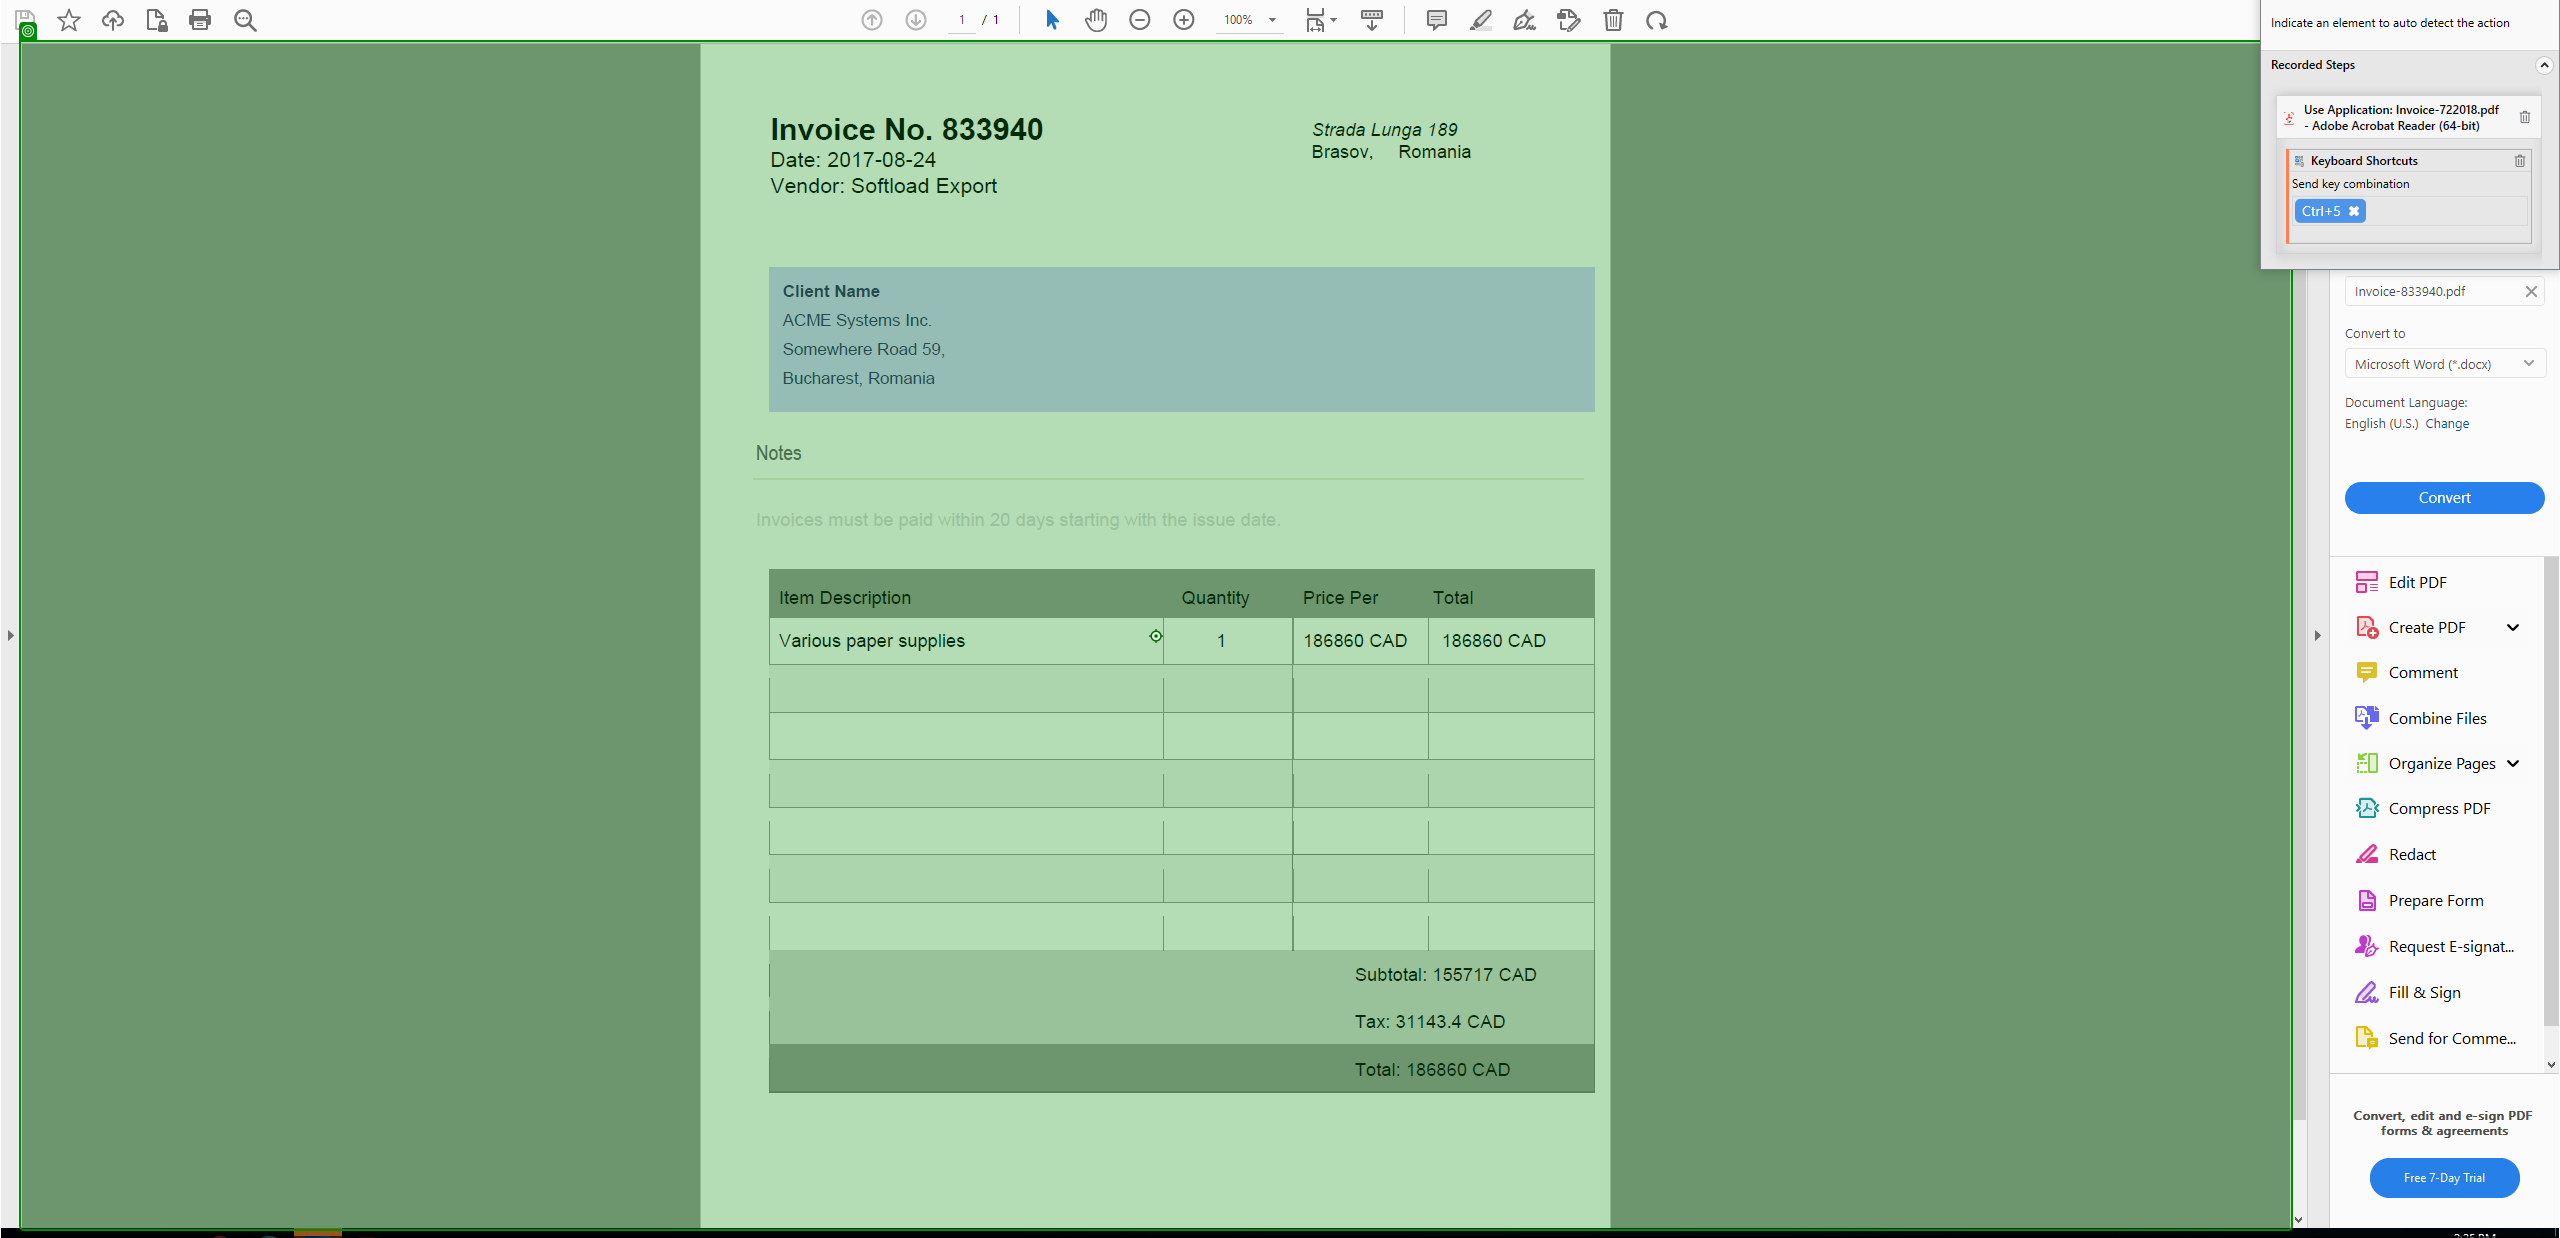 1 / 1
100%
Indicate an element to auto detect the action
Recorded Steps
Use Application: Invoice-722018.pdf
- Adobe Acrobat Reader (64-bit)
Keyboard Shortcuts
Send key combination
Ctrl+5
Invoice No. 833940
Date: 2017-08-24
Vendor: Softload Export
Strada Lunga 189
Brasov, Romania
Client Name
ACME Systems Inc.
Somewhere Road 59,
Bucharest, Romania
Notes
Invoices must be paid within 20 days starting with the issue date.
Item Description Quantity Price Per Total
Various paper supplies 1 186860 CAD 186860 CAD
Subtotal: 155717 CAD
Tax: 31143.4 CAD
Total: 186860 CAD
Invoice-833940.pdf
Convert to
Microsoft Word (*.docx)
Document Language:
English (U.S.) Change
Convert
Edit PDF
Create PDF
Comment
Combine Files
Organize Pages
Compress PDF
Redact
Prepare Form
Request E-signat...
Fill & Sign
Send for Comme...
Convert, edit and e-sign PDF
forms & agreements
Free 7-Day Trial